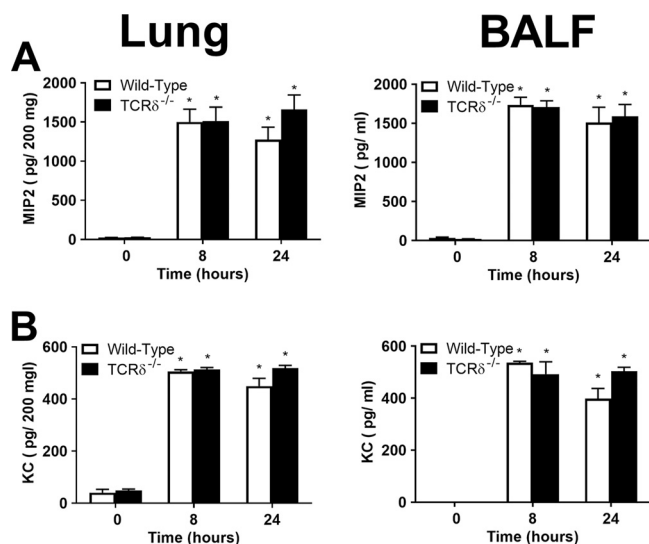 Lung
BALF
A
2000
1500
1000
500
0
MIP2 ( pg/ 200 mg)
Wild-Type
TCRδ-/-
* * * *
0 8 24
Time (hours)
2000
1500
1000
500
0
MIP2 ( pg/ ml)
Wild-Type
TCRδ-/-
* * * *
0 8 24
Time (hours)
B
600
400
200
0
KC ( pg/ 200 mgl)
Wild-Type
TCRδ-/-
* * * *
0 8 24
Time (hours)
600
400
200
0
KC ( pg/ ml)
Wild-Type
TCRδ-/-
* * * *
0 8 24
Time (hours)